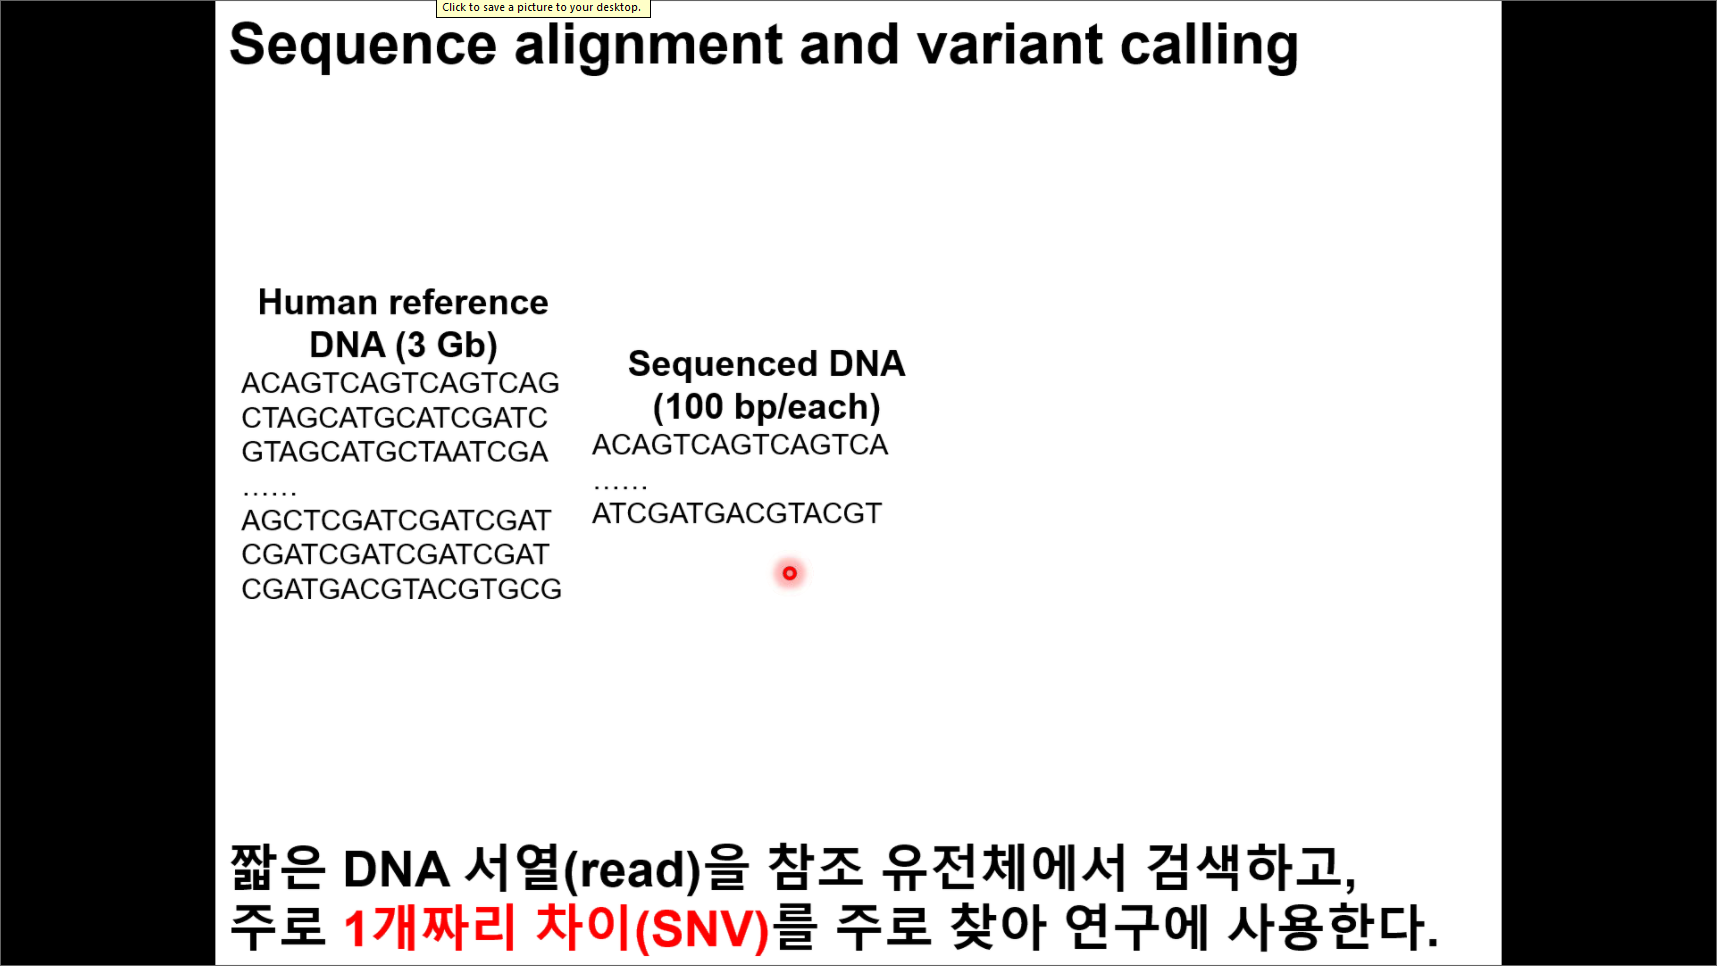 Click to save a picture to your desktop.
Sequence alignment and variant calling
Human reference
DNA (3 Gb)
ACAGTCAGTCAGTCAG
CTAGCATGCATCGATC
GTAGCATGCTAATCGA
……
AGCTCGATCGATCGAT
CGATCGATCGATCGAT
CGATGACGTACGTGCG
Sequenced DNA
(100 bp/each)
ACAGTCAGTCAGTCA
……
ATCGATGACGTACGT
짧은 DNA 서열(read)을 참조 유전체에서 검색하고,
주로 1개짜리 차이(SNV)를 주로 찾아 연구에 사용한다.